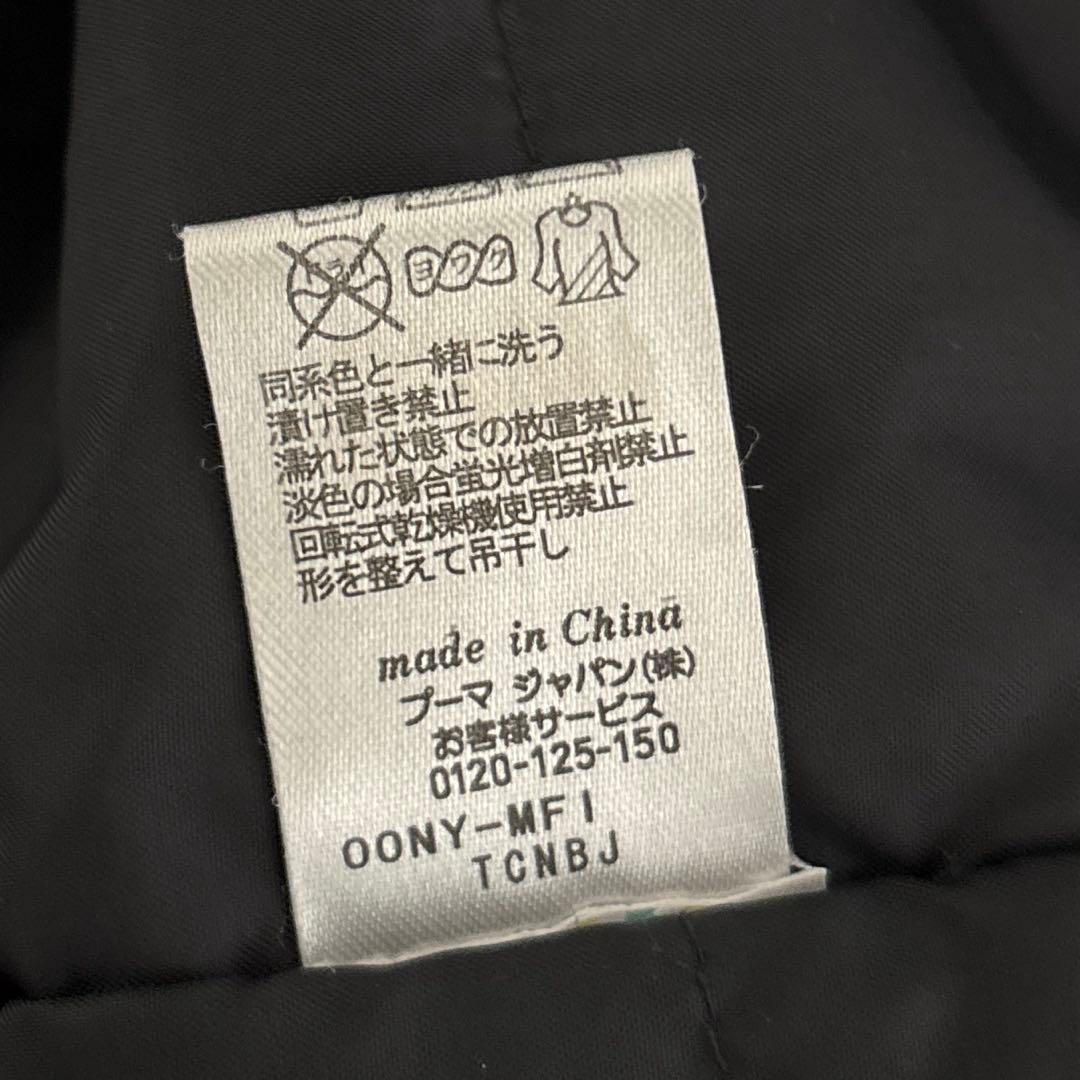 ドライ
ヨワク
同系色と一緒に洗う
漬け置き禁止
濡れた状態での放置禁止
淡色の場合蛍光増白剤禁止
回転式乾燥機使用禁止
形を整えて吊干し
made in China
プーマ ジャパン(株)
お客様サービス
0120-125-150
OONY-MFI
TCNBJ